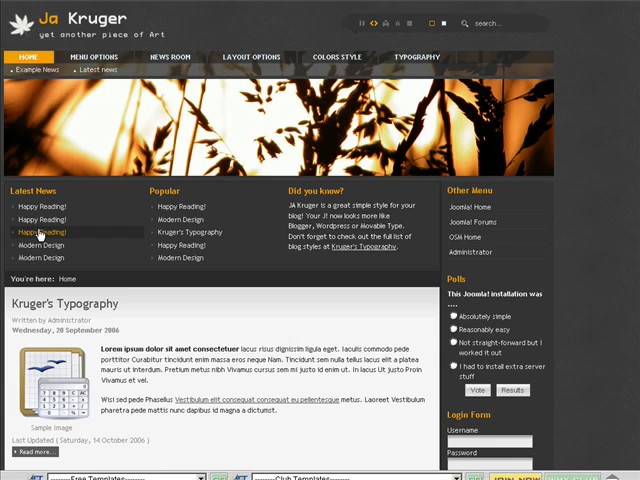 Ja Kruger
yet another piece of Art
search...
HOME MENU OPTIONS NEWS ROOM LAYOUT OPTIONS COLORS STYLE TYPOGRAPHY
Example News Latest news
Latest News
Happy Reading!
Happy Reading!
Happy Reading!
Modern Design
Modern Design
Popular
Happy Reading!
Modern Design
Kruger's Typography
Happy Reading!
Modern Design
Did you know?
JA Kruger is a great simple style for your
blog! Your J! now looks more like
Blogger, Wordpress or Movable Type.
Don't forget to check out the full list of
blog styles at Kruger's Typography.
Other Menu
Joomla! Home
Joomla! Forums
OSM Home
Administrator
Polls
This Joomla! installation was
....
Absolutely simple
Reasonably easy
Not straight-forward but I
worked it out
I had to install extra server
stuff
Vote Results
Login Form
Username
Password
You're here: Home
Kruger's Typography
Written by Administrator
Wednesday, 20 September 2006
Lorem ipsum dolor sit amet consectetuer lacus risus dignissim ligula eget. Iaculis commodo pede
porttitor Curabitur tincidunt enim massa eros neque Nam. Tincidunt sem nulla tellus lacus elit a platea
mauris ut interdum. Pretium metus nibh Vivamus cursus sem mi justo id enim ut. In lacus Ut justo Proin
Vivamus et vel.
Wisi sed pede Phasellus Vestibulum elit consequat consequat eu pellentesque metus. Laoreet Vestibulum
pharetra pede mattis nunc dapibus id magna a dictumst.
Sample Image
Last Updated ( Saturday, 14 October 2006 )
Read more...
--------Free Templates-------- --------Club Templates-------- JOIN NOW